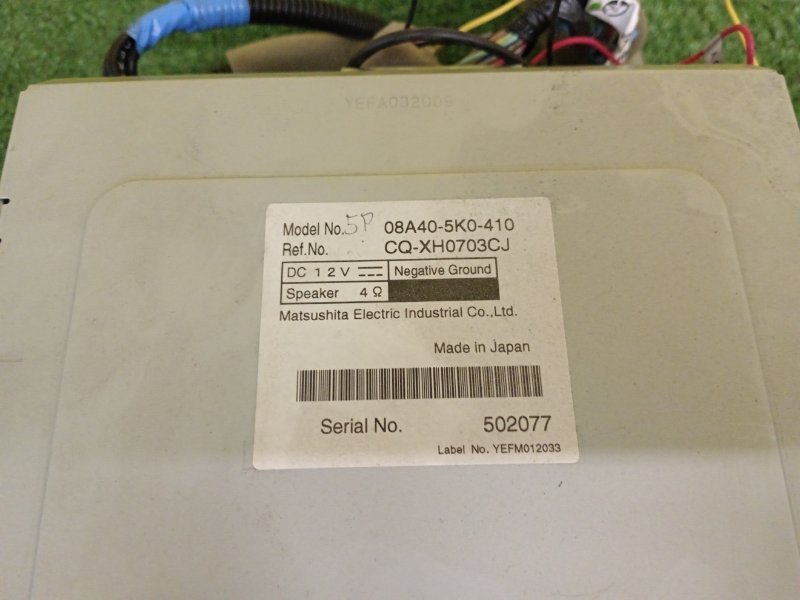 YEFA032009
Model No. 5P 08A40-5K0-410
Ref.No. CQ-XH0703CJ
DC 12V Negative Ground
Speaker 4Ω
Matsushita Electric Industrial Co.,Ltd.
Made in Japan
Serial No. 502077
Label No. YEFM012033